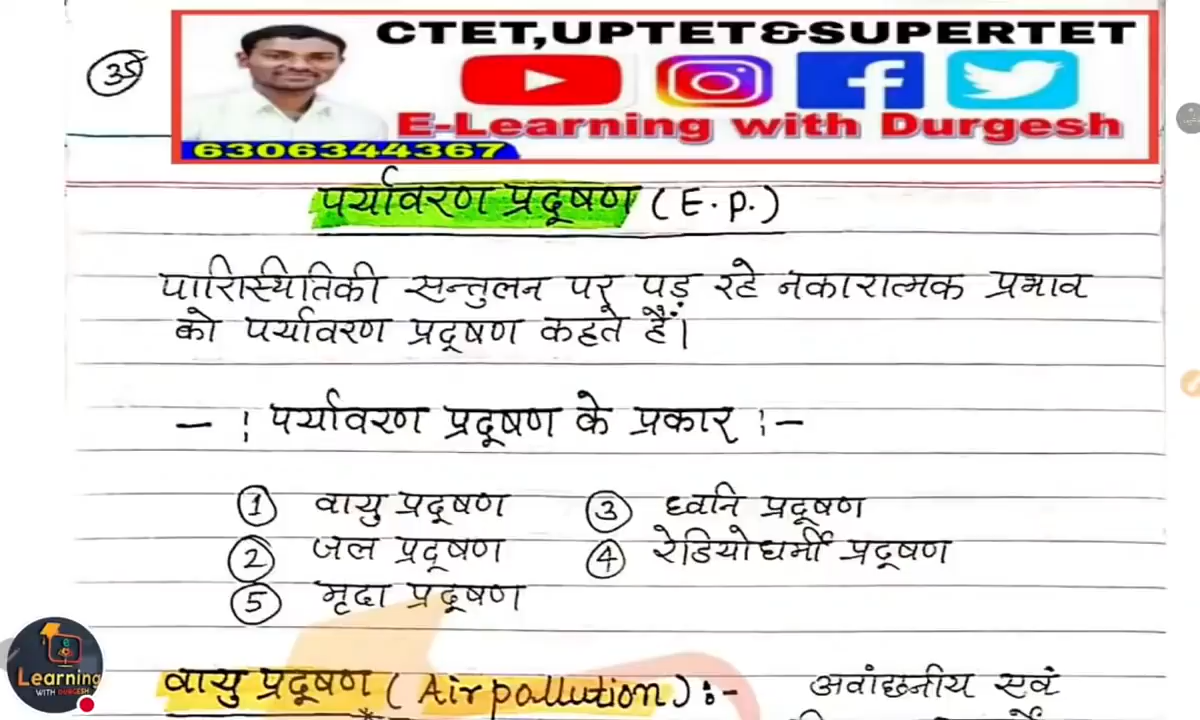 35
CTET,UPTET&SUPERTET
E-Learning with Durgesh
6306344367
पर्यावरण प्रदूषण (E.P.)
पारिस्थितिकी सन्तुलन पर पड़ रहे नकारात्मक प्रभाव
को पर्यावरण प्रदूषण कहते हैं।
-: पर्यावरण प्रदूषण के प्रकार :-
① वायु प्रदूषण ③ ध्वनि प्रदूषण
② जल प्रदूषण ④ रेडियोधर्मी प्रदूषण
⑤ मृदा प्रदूषण
वायु प्रदूषण (Air pallution) :- अवांछनीय एवं
Learning
WITH DURGESH